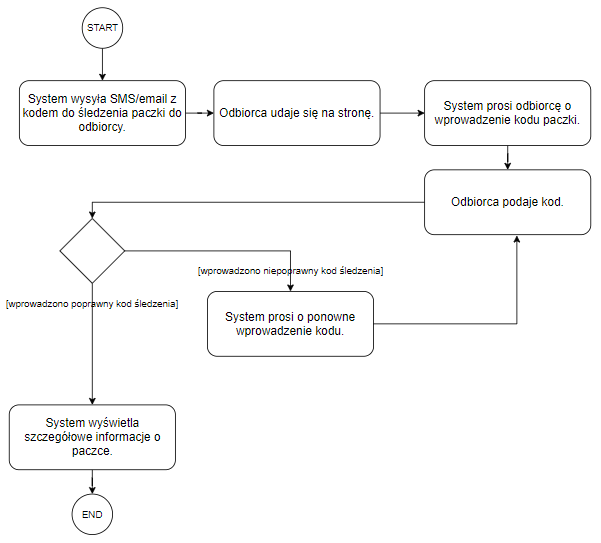 START
System wysyła SMS/email z
kodem do śledzenia paczki do
odbiorcy.
Odbiorca udaje się na stronę.
System prosi odbiorcę o
wprowadzenie kodu paczki.
Odbiorca podaje kod.
[wprowadzono niepoprawny kod śledzenia]
[wprowadzono poprawny kod śledzenia]
System prosi o ponowne
wprowadzenie kodu.
System wyświetla
szczegółowe informacje o
paczce.
END